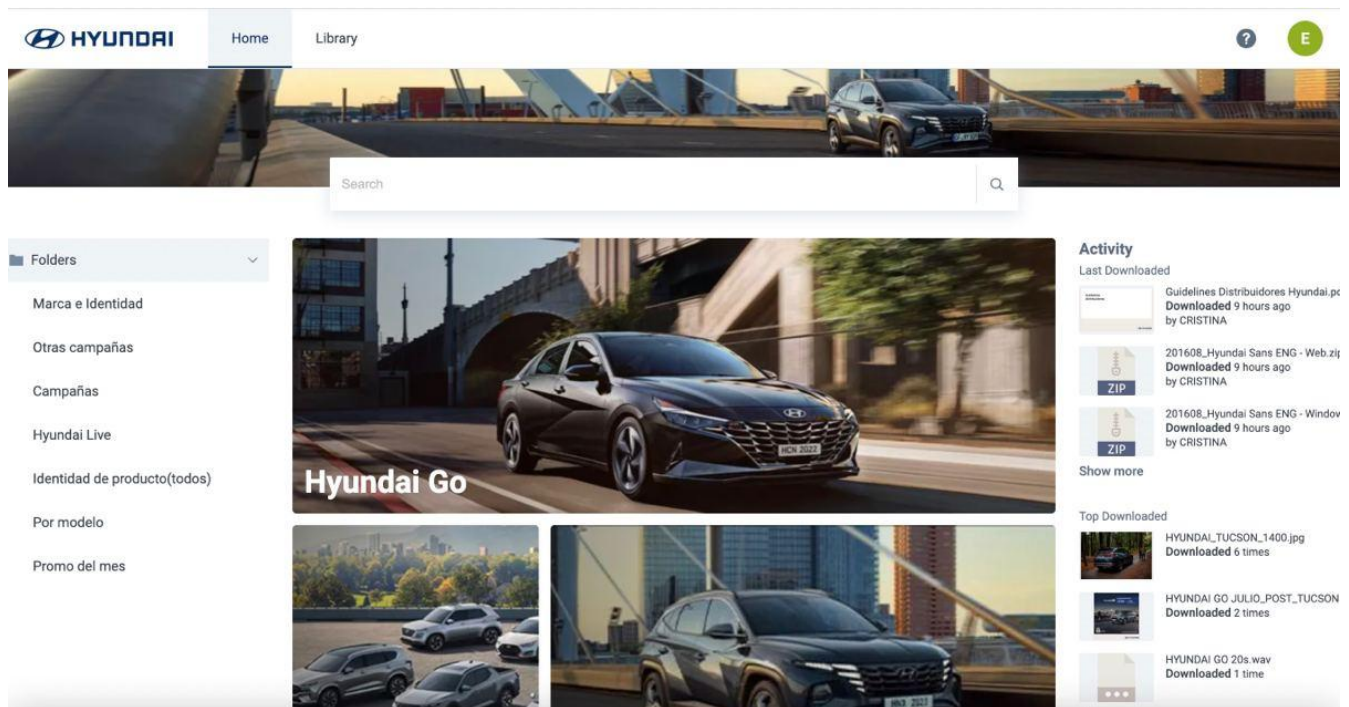 HYUNDAI
Home
Library
?
E
Search
Folders
Marca e Identidad
Otras campañas
Campañas
Hyundai Live
Identidad de producto(todos)
Por modelo
Promo del mes
Hyundai Go
HCN 2022
Activity
Last Downloaded
Guidelines Distribuidores Hyundai.pd
Downloaded 9 hours ago
by CRISTINA
ZIP
201608_Hyundai Sans ENG - Web.zip
Downloaded 9 hours ago
by CRISTINA
ZIP
201608_Hyundai Sans ENG - Window
Downloaded 9 hours ago
by CRISTINA
Show more
Top Downloaded
HYUNDAI_TUCSON_1400.jpg
Downloaded 6 times
HYUNDAI GO JULIO_POST_TUCSON
Downloaded 2 times
HYUNDAI GO 20s.wav
Downloaded 1 time